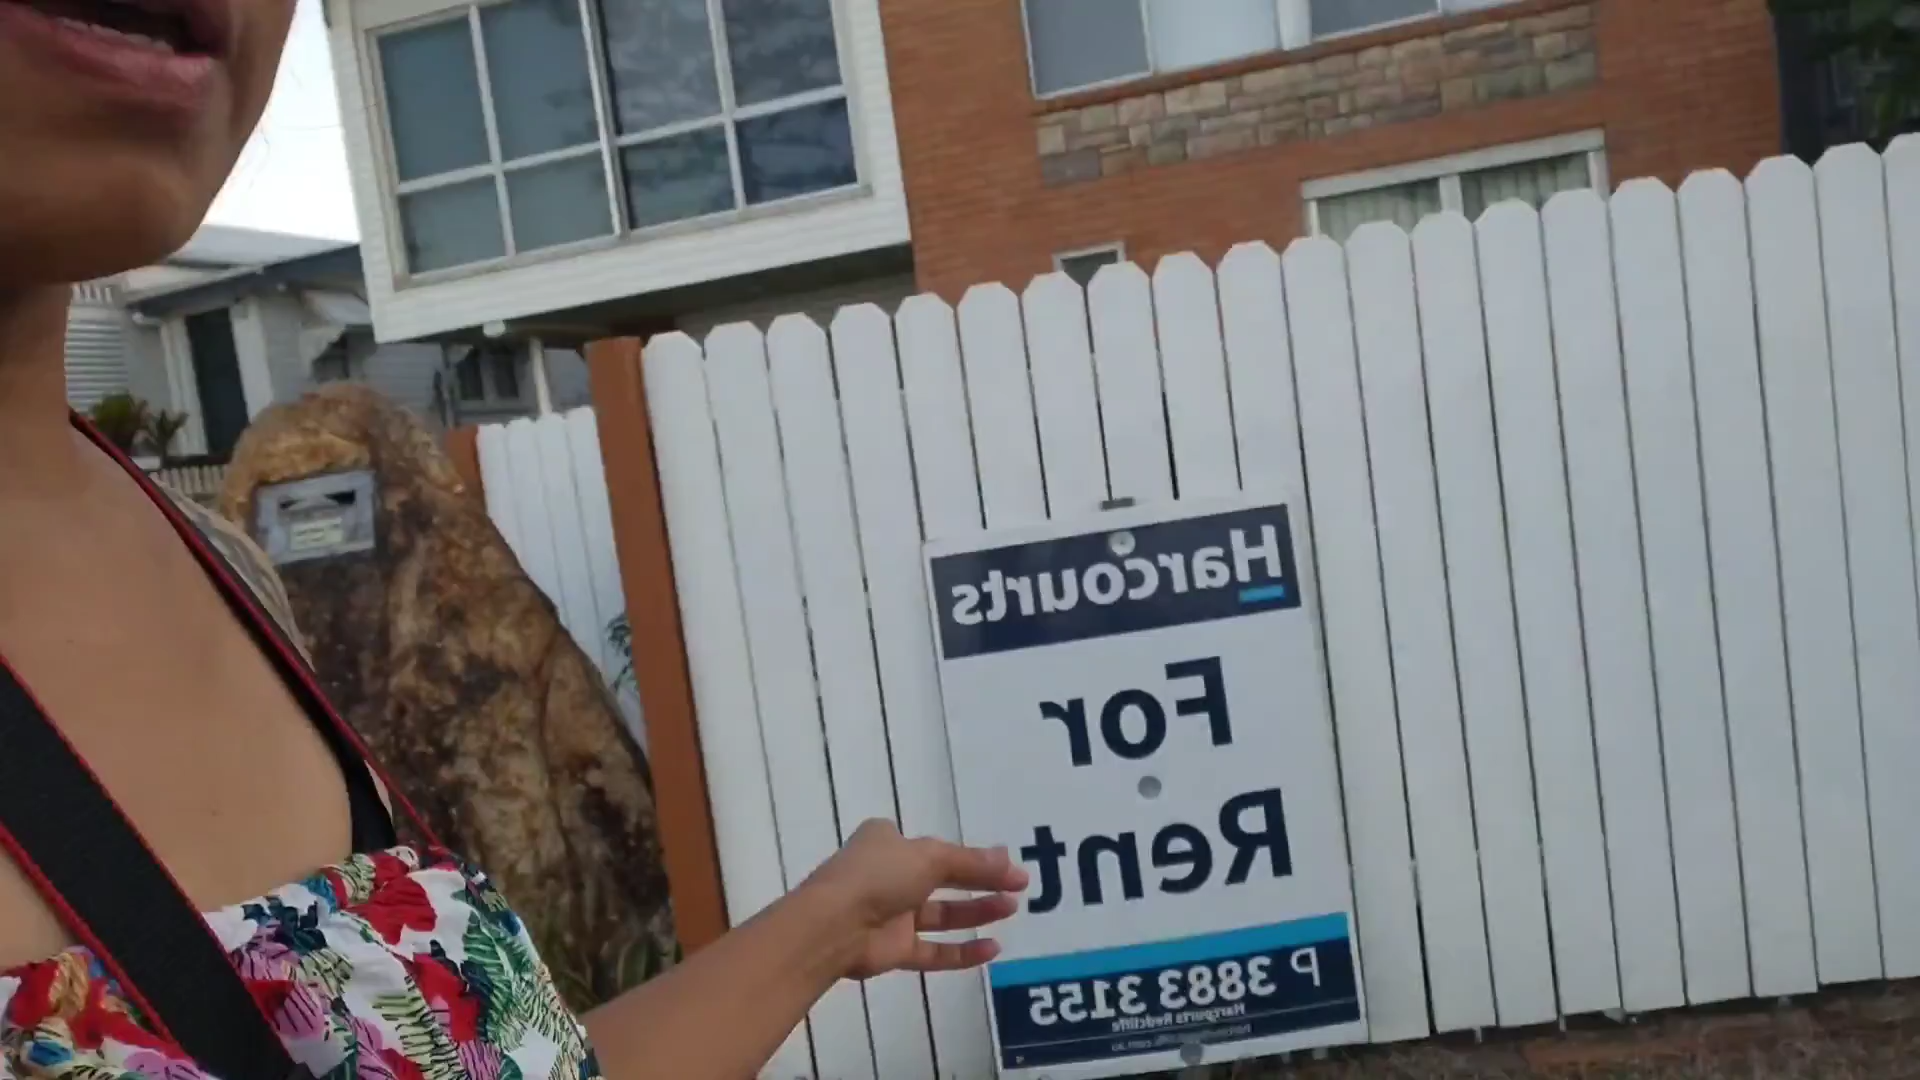 Harcourts
For
Rent
P 3883 3155
Harcourts Redcliffe